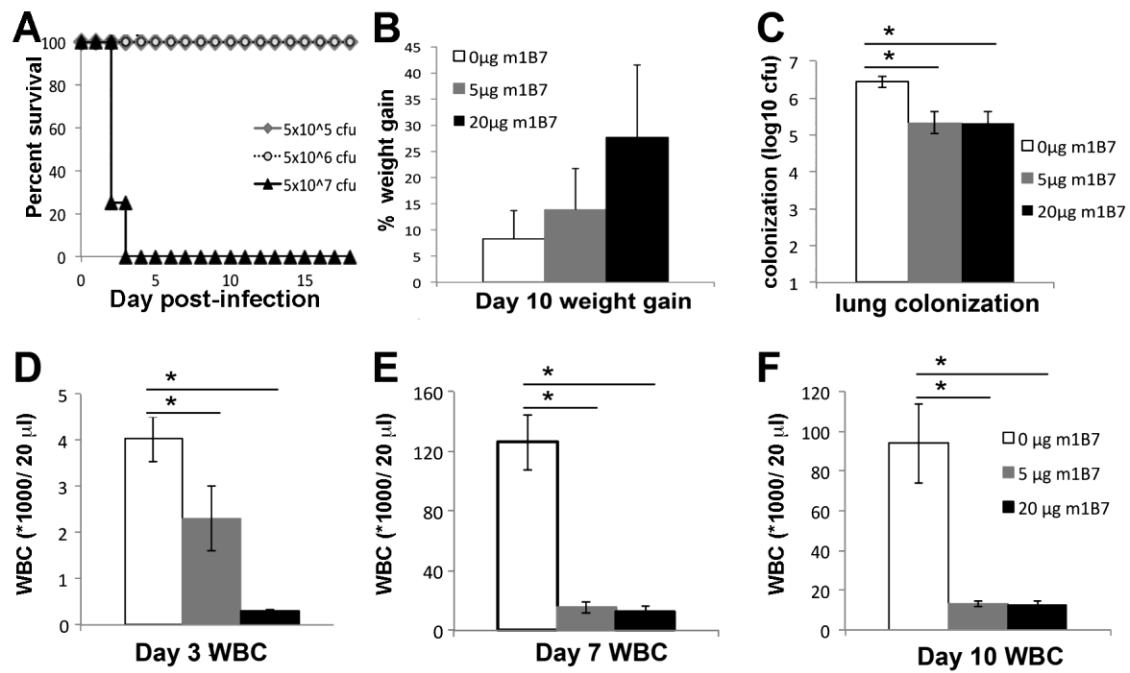 A
Percent survival
100
80
60
40
20
0
0
5
10
15
Day post-infection
5x10^5 cfu
5x10^6 cfu
5x10^7 cfu
B
% weight gain
45
40
35
30
25
20
15
10
5
0
0µg m1B7
5µg m1B7
20µg m1B7
Day 10 weight gain
C
colonization (log10 cfu)
7
6
5
4
3
2
1
*
*
0µg m1B7
5µg m1B7
20µg m1B7
lung colonization
D
WBC (*1000/ 20 µl)
5
4
3
2
1
0
*
*
Day 3 WBC
E
WBC (*1000/ 20 µl)
160
120
80
40
0
*
*
Day 7 WBC
F
WBC (*1000/ 20 µl)
120
100
80
60
40
20
0
*
*
0 µg m1B7
5 µg m1B7
20 µg m1B7
Day 10 WBC